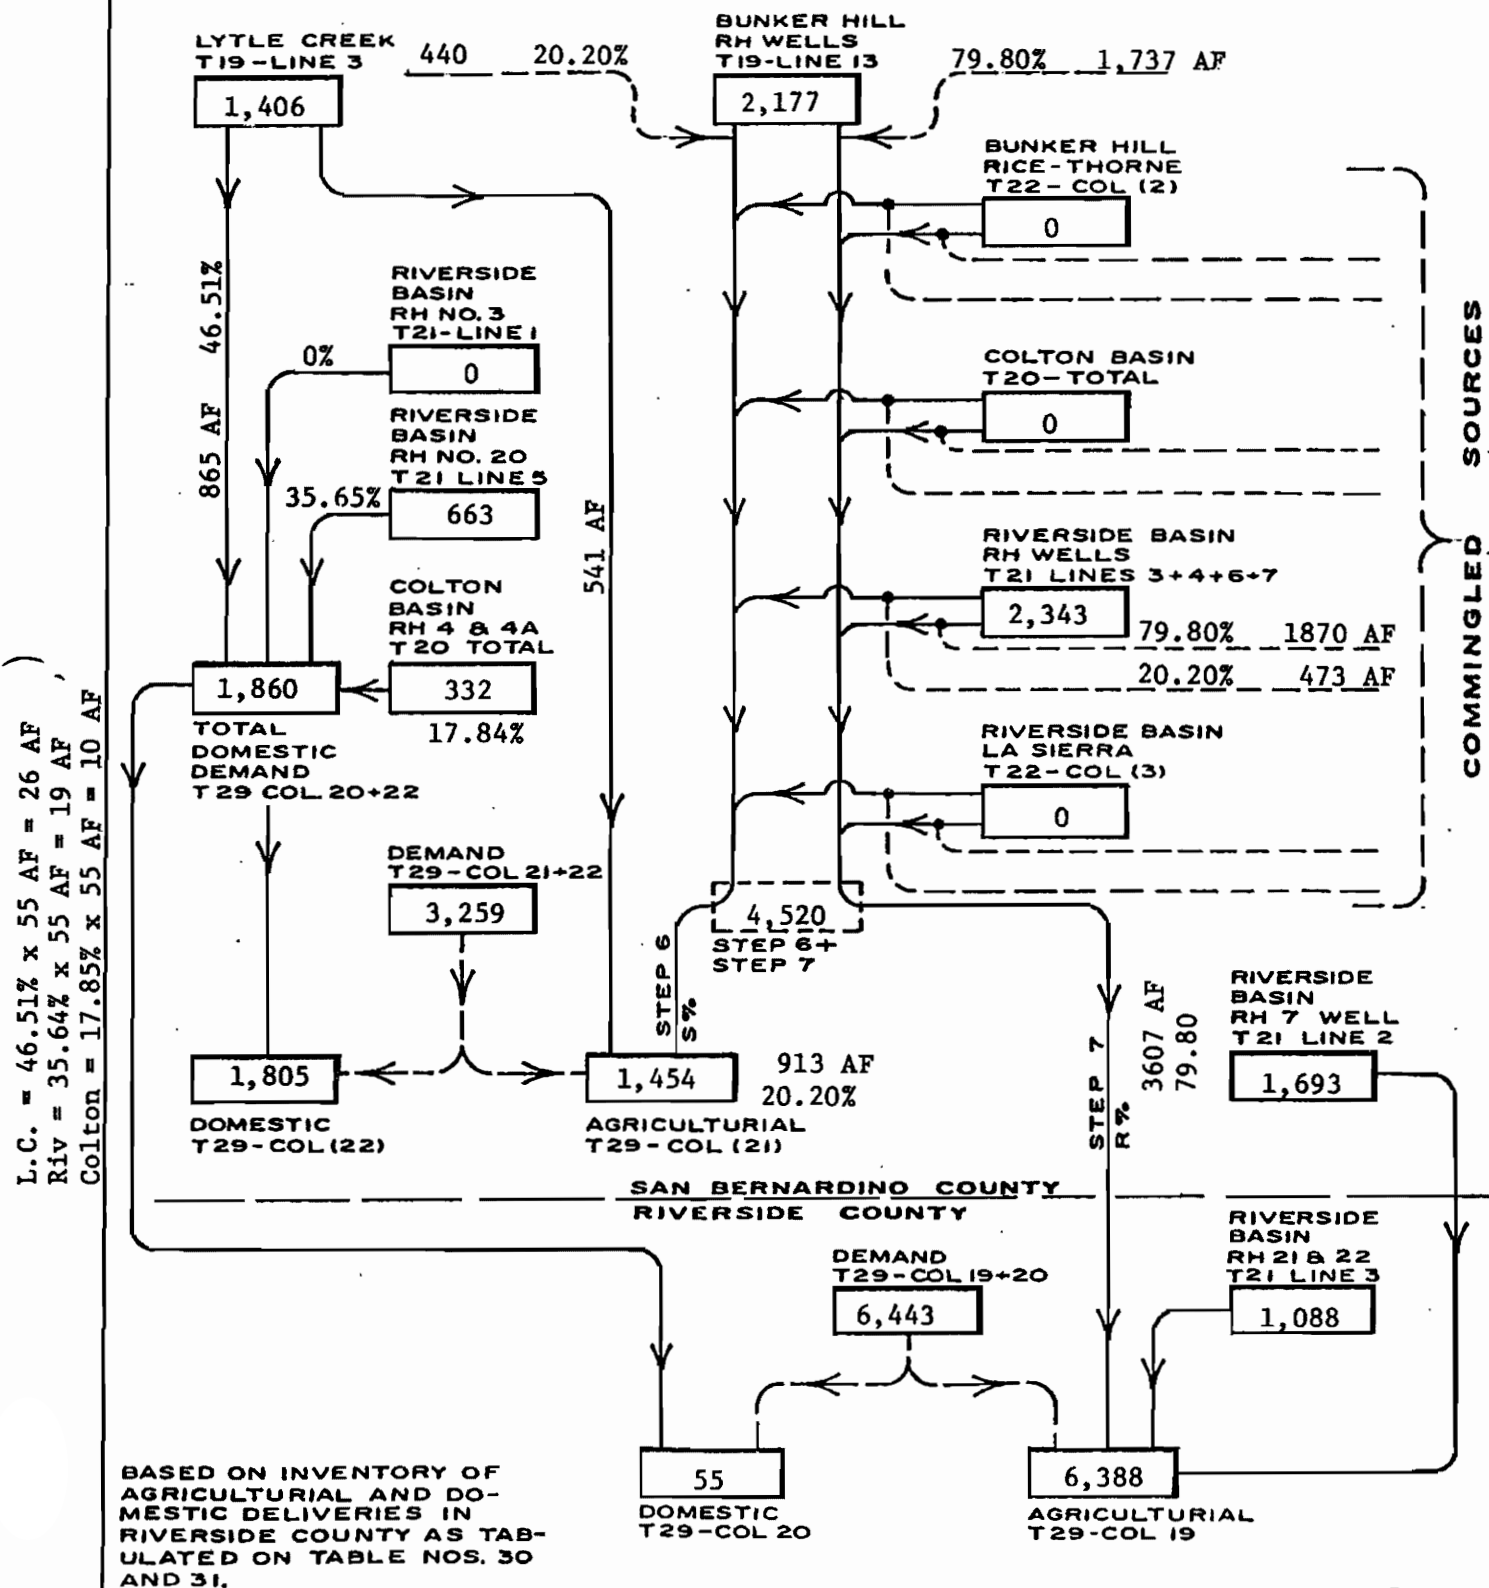 LYTLE CREEK
T19-LINE 3
1,406
440 20.20%
BUNKER HILL
RH WELLS
T19-LINE 13
2,177
79.80% 1,737 AF
BUNKER HILL
RICE-THORNE
T22- COL (2)
0
46.51%
865 AF
RIVERSIDE
BASIN
RH NO. 3
T21-LINE 1
0
0%
COLTON BASIN
T20-TOTAL
0
RIVERSIDE
BASIN
RH NO. 20
T21 LINE 5
663
35.65%
541 AF
RIVERSIDE BASIN
RH WELLS
T21 LINES 3+4+6+7
2,343
79.80% 1870 AF
20.20% 473 AF
COMMINGLED SOURCES
COLTON
BASIN
RH 4 & 4A
T20 TOTAL
332
17.84%
1,860
TOTAL
DOMESTIC
DEMAND
T29 COL. 20+22
RIVERSIDE BASIN
LA SIERRA
T22-COL (3)
0
L.C. = 46.51% x 55 AF = 26 AF
Riv = 35.64% x 55 AF = 19 AF
Colton = 17.85% x 55 AF = 10 AF
DEMAND
T29-COL 21+22
3,259
4,520
STEP 6+
STEP 7
STEP 6
S%
1,805
DOMESTIC
T29-COL (22)
1,454
AGRICULTURIAL
T29-COL (21)
913 AF
20.20%
STEP 7
R%
3607 AF
79.80
RIVERSIDE
BASIN
RH 7 WELL
T21 LINE 2
1,693
SAN BERNARDINO COUNTY
RIVERSIDE COUNTY
DEMAND
T29-COL 19+20
6,443
RIVERSIDE
BASIN
RH 21 & 22
T21 LINE 3
1,088
55
DOMESTIC
T29-COL 20
6,388
AGRICULTURIAL
T29-COL 19
BASED ON INVENTORY OF
AGRICULTURIAL AND DO-
MESTIC DELIVERIES IN
RIVERSIDE COUNTY AS TAB-
ULATED ON TABLE NOS. 30
AND 31.